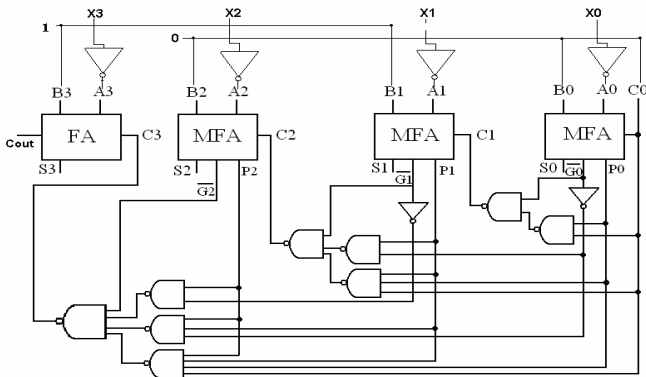 X3 X2 X1 X0
1
0
B3 A3 B2 A2 B1 A1 B0 A0 C0
FA C3 MFA C2 MFA C1 MFA
Cout
S3 S2 G2 P2 S1 G1 P1 S0 G0 P0